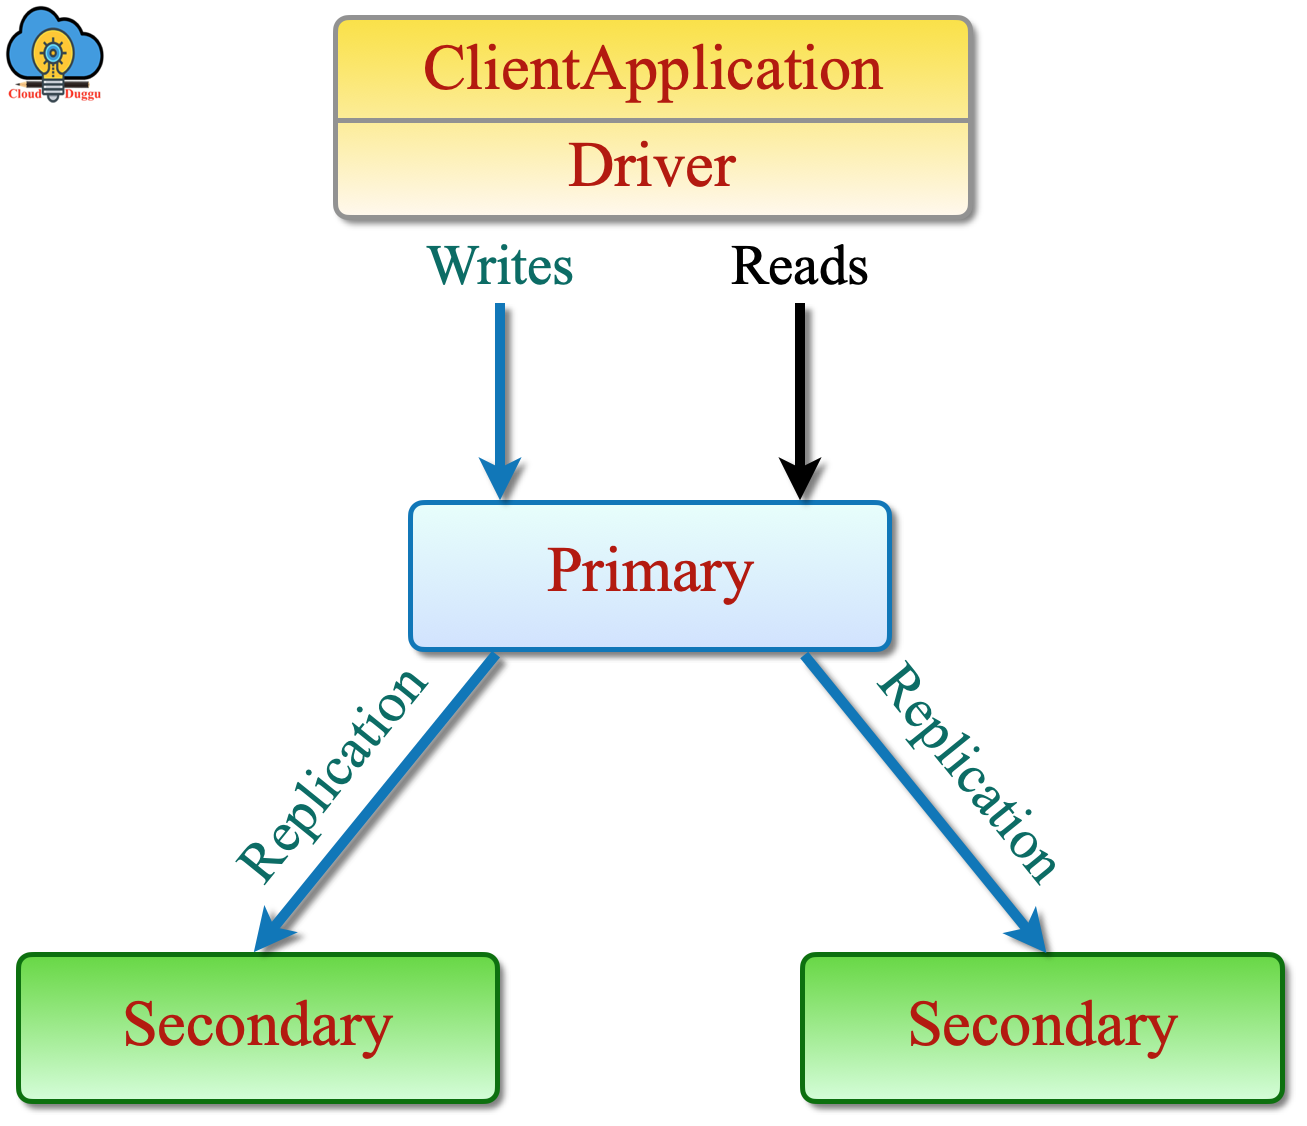 Cloud Duggu
ClientApplication
Driver
Writes
Reads
Primary
Replication
Replication
Secondary
Secondary